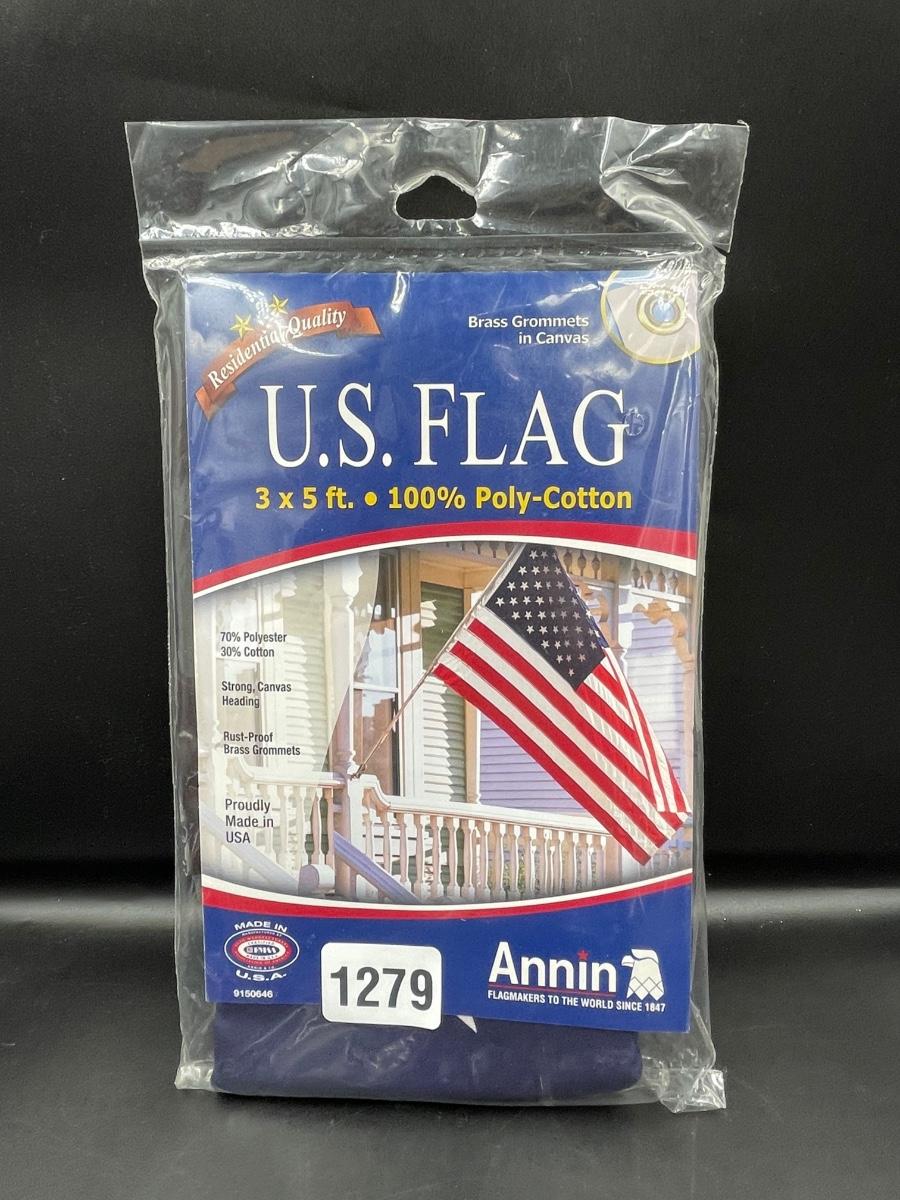 Residential Quality
Brass Grommets
in Canvas
U.S. FLAG
3 x 5 ft. • 100% Poly-Cotton
70% Polyester
30% Cotton
Strong, Canvas
Heading
Rust-Proof
Brass Grommets
Proudly
Made in
USA
MADE IN
CERTIFIED
FMAA
U.S.A.
9150646
1279
Annin
FLAGMAKERS TO THE WORLD SINCE 1847